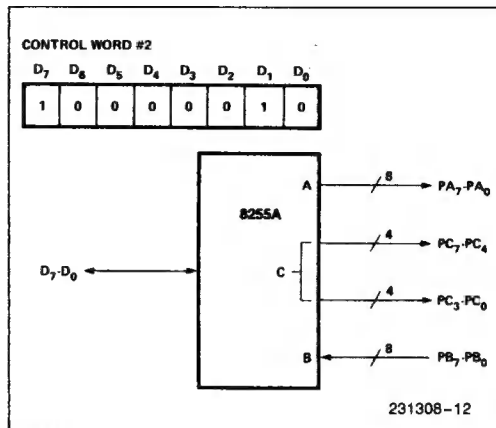 CONTROL WORD #2
D7 D6 D5 D4 D3 D2 D1 D0
1 0 0 0 0 0 1 0
A 8 PA7-PA0
8255A
4 PC7-PC4
D7-D0 C
4 PC3-PC0
B 8 PB7-PB0
231308-12